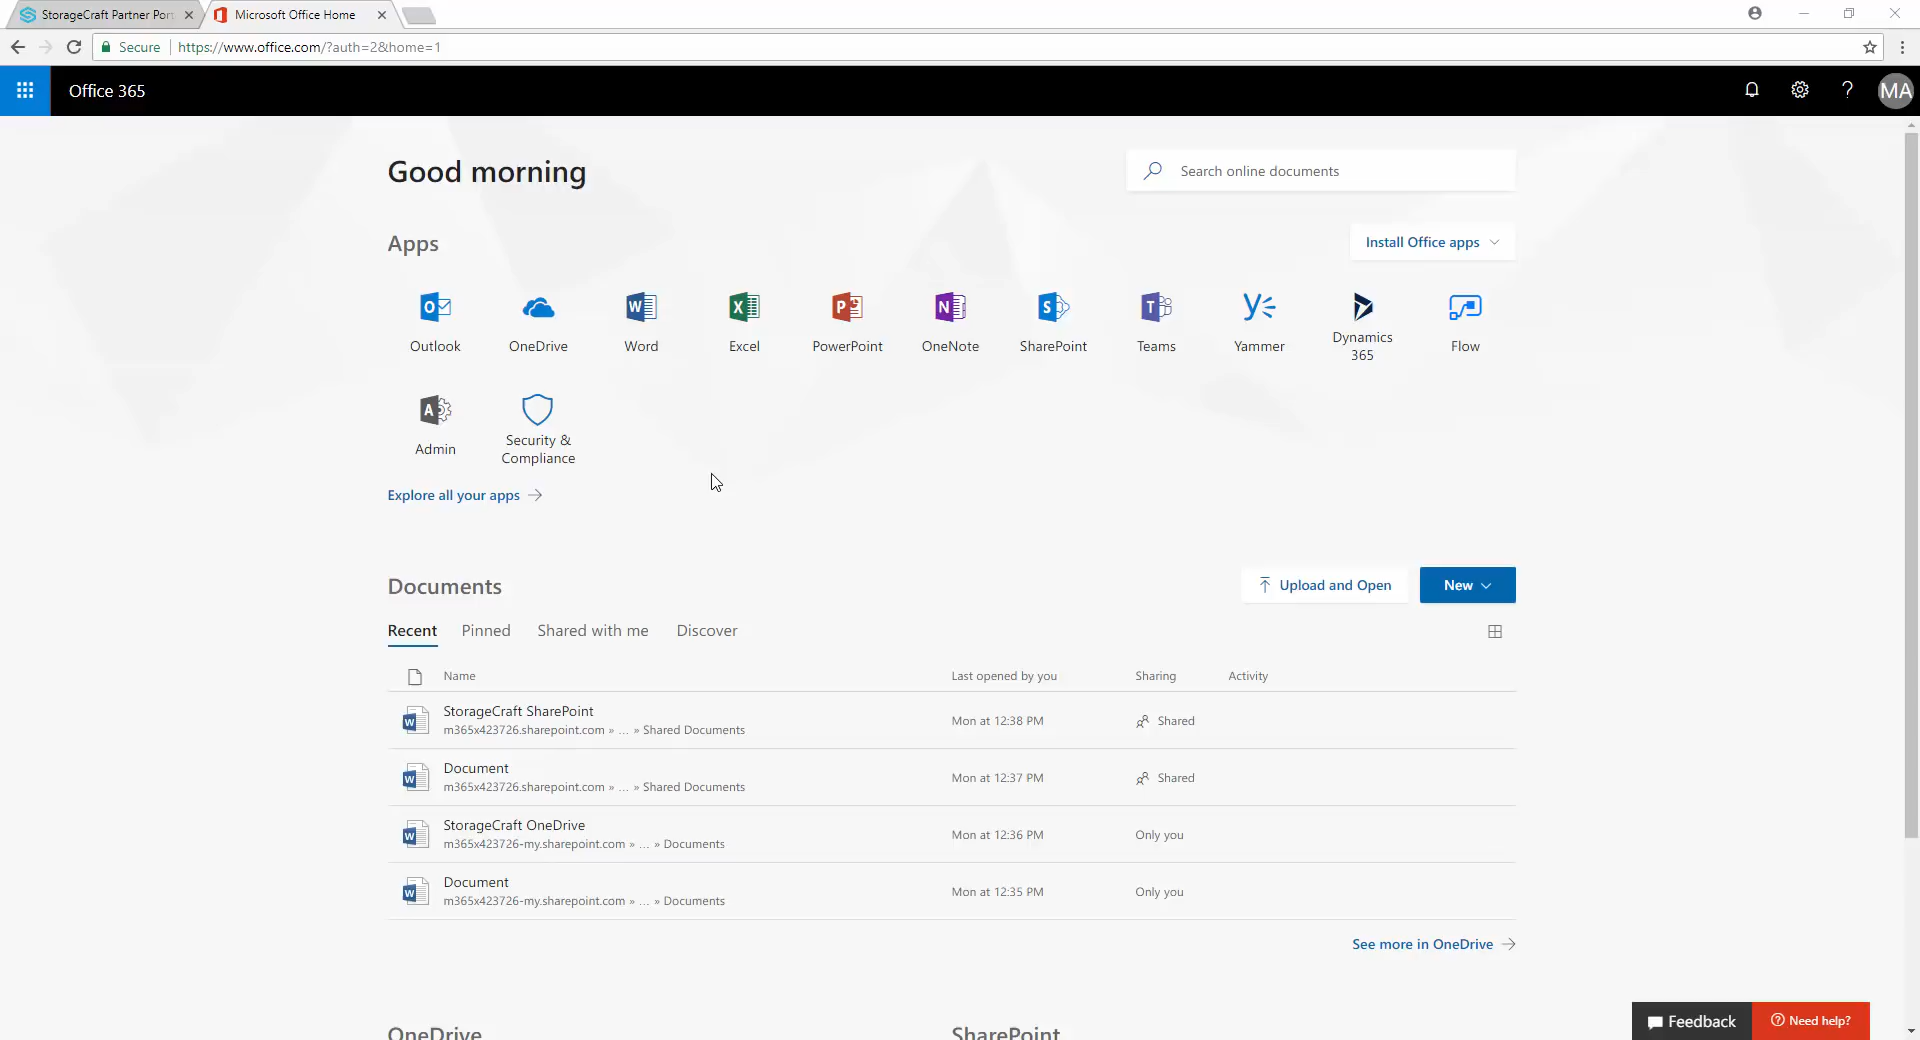 StorageCraft Partner Por
Microsoft Office Home
Secure
https://www.office.com/?auth=2&home=1
Office 365
MA
Good morning
Search online documents
Apps
Install Office apps
Outlook
OneDrive
Word
Excel
PowerPoint
OneNote
SharePoint
Teams
Yammer
Dynamics
365
Flow
Admin
Security &
Compliance
Explore all your apps
Documents
Upload and Open
New
Recent
Pinned
Shared with me
Discover
Name
Last opened by you
Sharing
Activity
StorageCraft SharePoint
m365x423726.sharepoint.com » ... » Shared Documents
Mon at 12:38 PM
Shared
Document
m365x423726.sharepoint.com » ... » Shared Documents
Mon at 12:37 PM
Shared
StorageCraft OneDrive
m365x423726-my.sharepoint.com » ... » Documents
Mon at 12:36 PM
Only you
Document
m365x423726-my.sharepoint.com » ... » Documents
Mon at 12:35 PM
Only you
See more in OneDrive
OneDrive
SharePoint
Feedback
Need help?